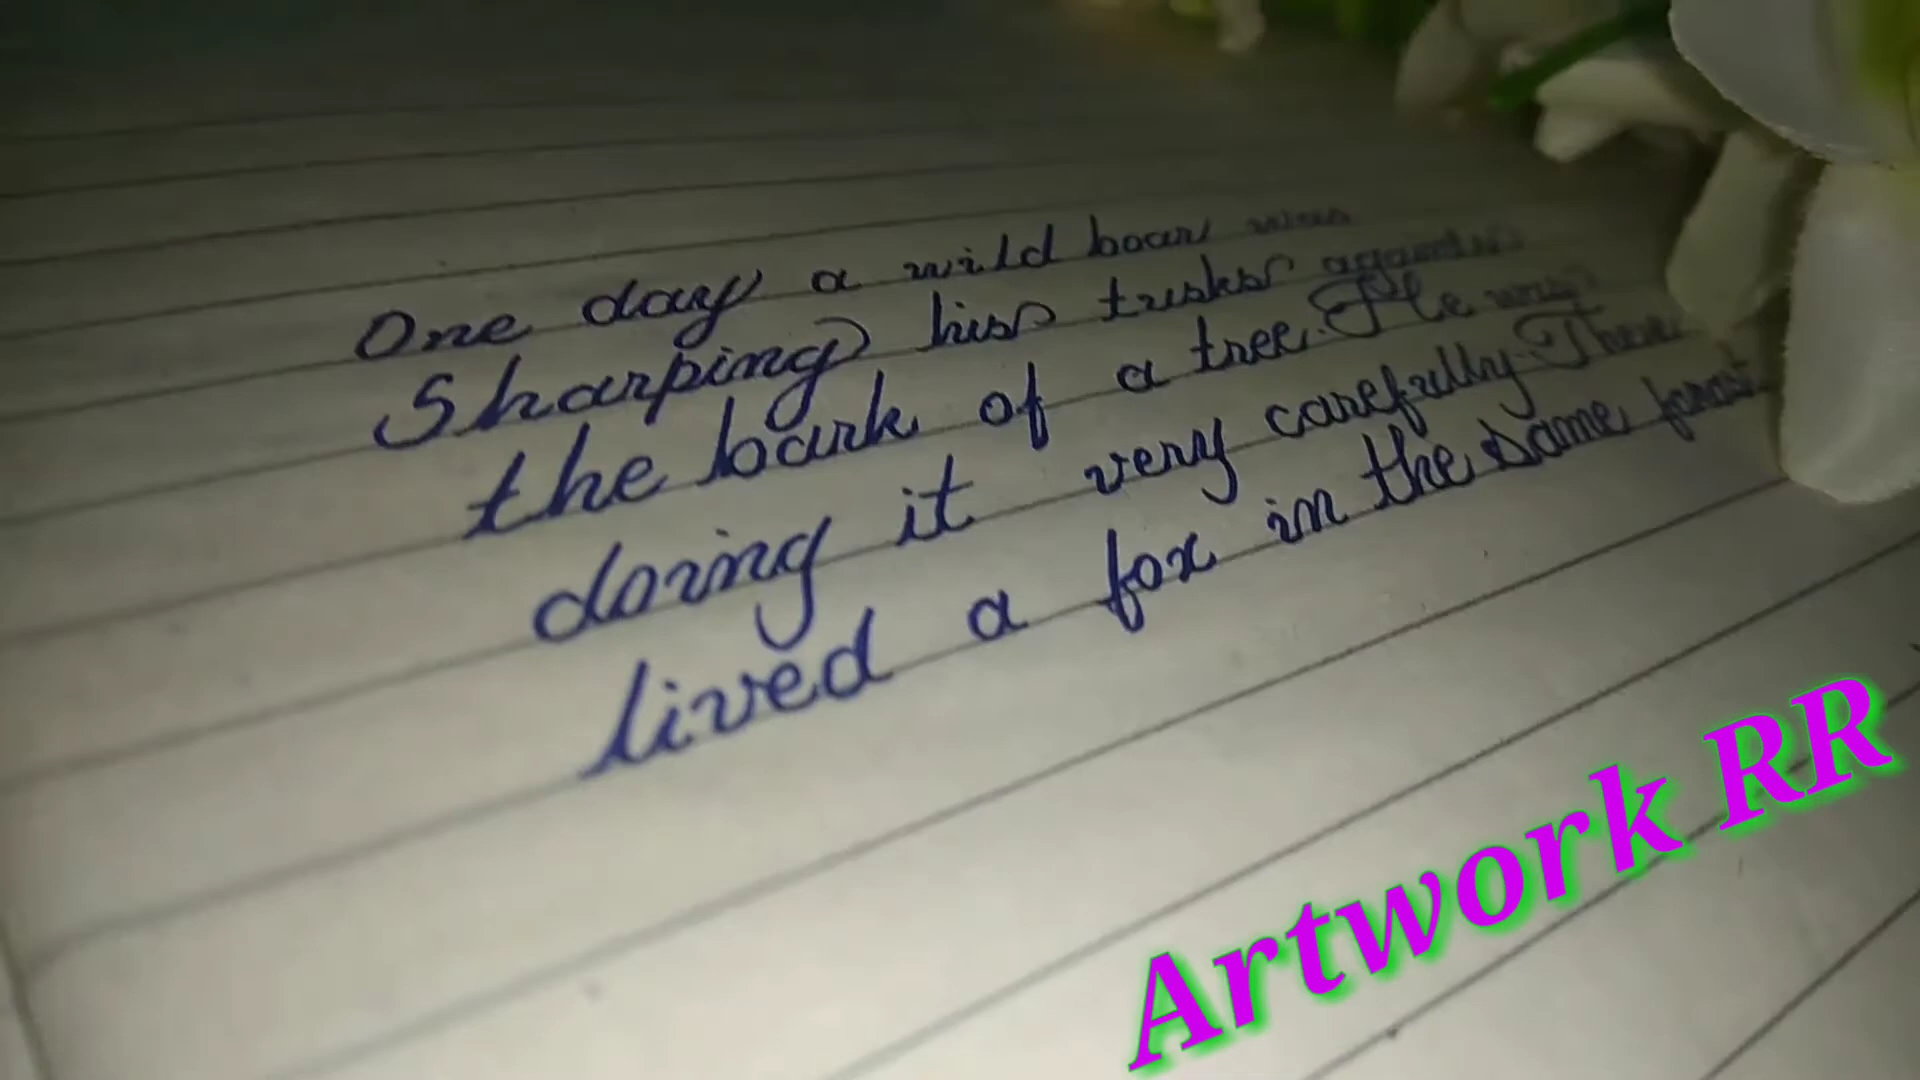 One day a wild boar was
Sharping his tusks against
the bark of a tree. He was
doing it very carefully. There
lived a fox in the same forest
Artwork RR